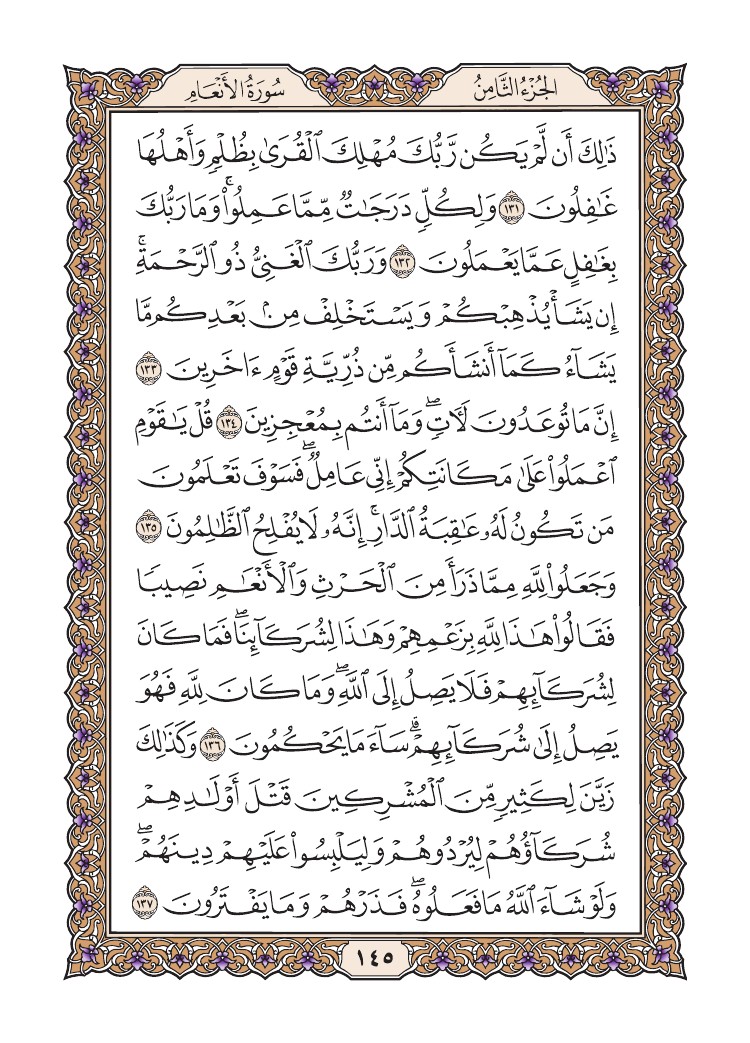 الجُزْءُ الثَّامِنُ
سُورَةُ الأَنْعَامِ
ذَٰلِكَ أَن لَّمْ يَكُن رَّبُّكَ مُهْلِكَ ٱلْقُرَىٰ بِظُلْمٍ وَأَهْلُهَا
غَٰفِلُونَ ١٣١ وَلِكُلٍّ دَرَجَٰتٌ مِّمَّا عَمِلُوا۟ ۚ وَمَا رَبُّكَ
بِغَٰفِلٍ عَمَّا يَعْمَلُونَ ١٣٢ وَرَبُّكَ ٱلْغَنِىُّ ذُو ٱلرَّحْمَةِ ۚ
إِن يَشَأْ يُذْهِبْكُمْ وَيَسْتَخْلِفْ مِنۢ بَعْدِكُم مَّا
يَشَآءُ كَمَآ أَنشَأَكُم مِّن ذُرِّيَّةِ قَوْمٍ ءَاخَرِينَ ١٣٣
إِنَّ مَا تُوعَدُونَ لَءَاتٍ ۖ وَمَآ أَنتُم بِمُعْجِزِينَ ١٣٤ قُلْ يَٰقَوْمِ
ٱعْمَلُوا۟ عَلَىٰ مَكَانَتِكُمْ إِنِّى عَامِلٌ ۖ فَسَوْفَ تَعْلَمُونَ
مَن تَكُونُ لَهُۥ عَٰقِبَةُ ٱلدَّارِ ۚ إِنَّهُۥ لَا يُفْلِحُ ٱلظَّٰلِمُونَ ١٣٥
وَجَعَلُوا۟ لِلَّهِ مِمَّا ذَرَأَ مِنَ ٱلْحَرْثِ وَٱلْأَنْعَٰمِ نَصِيبًا
فَقَالُوا۟ هَٰذَا لِلَّهِ بِزَعْمِهِمْ وَهَٰذَا لِشُرَكَآئِنَا ۖ فَمَا كَانَ
لِشُرَكَآئِهِمْ فَلَا يَصِلُ إِلَى ٱللَّهِ ۖ وَمَا كَانَ لِلَّهِ فَهُوَ
يَصِلُ إِلَىٰ شُرَكَآئِهِمْ ۗ سَآءَ مَا يَحْكُمُونَ ١٣٦ وَكَذَٰلِكَ
زَيَّنَ لِكَثِيرٍ مِّنَ ٱلْمُشْرِكِينَ قَتْلَ أَوْلَٰدِهِمْ
شُرَكَآؤُهُمْ لِيُرْدُوهُمْ وَلِيَلْبِسُوا۟ عَلَيْهِمْ دِينَهُمْ ۖ
وَلَوْ شَآءَ ٱللَّهُ مَا فَعَلُوهُ ۖ فَذَرْهُمْ وَمَا يَفْتَرُونَ ١٣٧
١٤٥